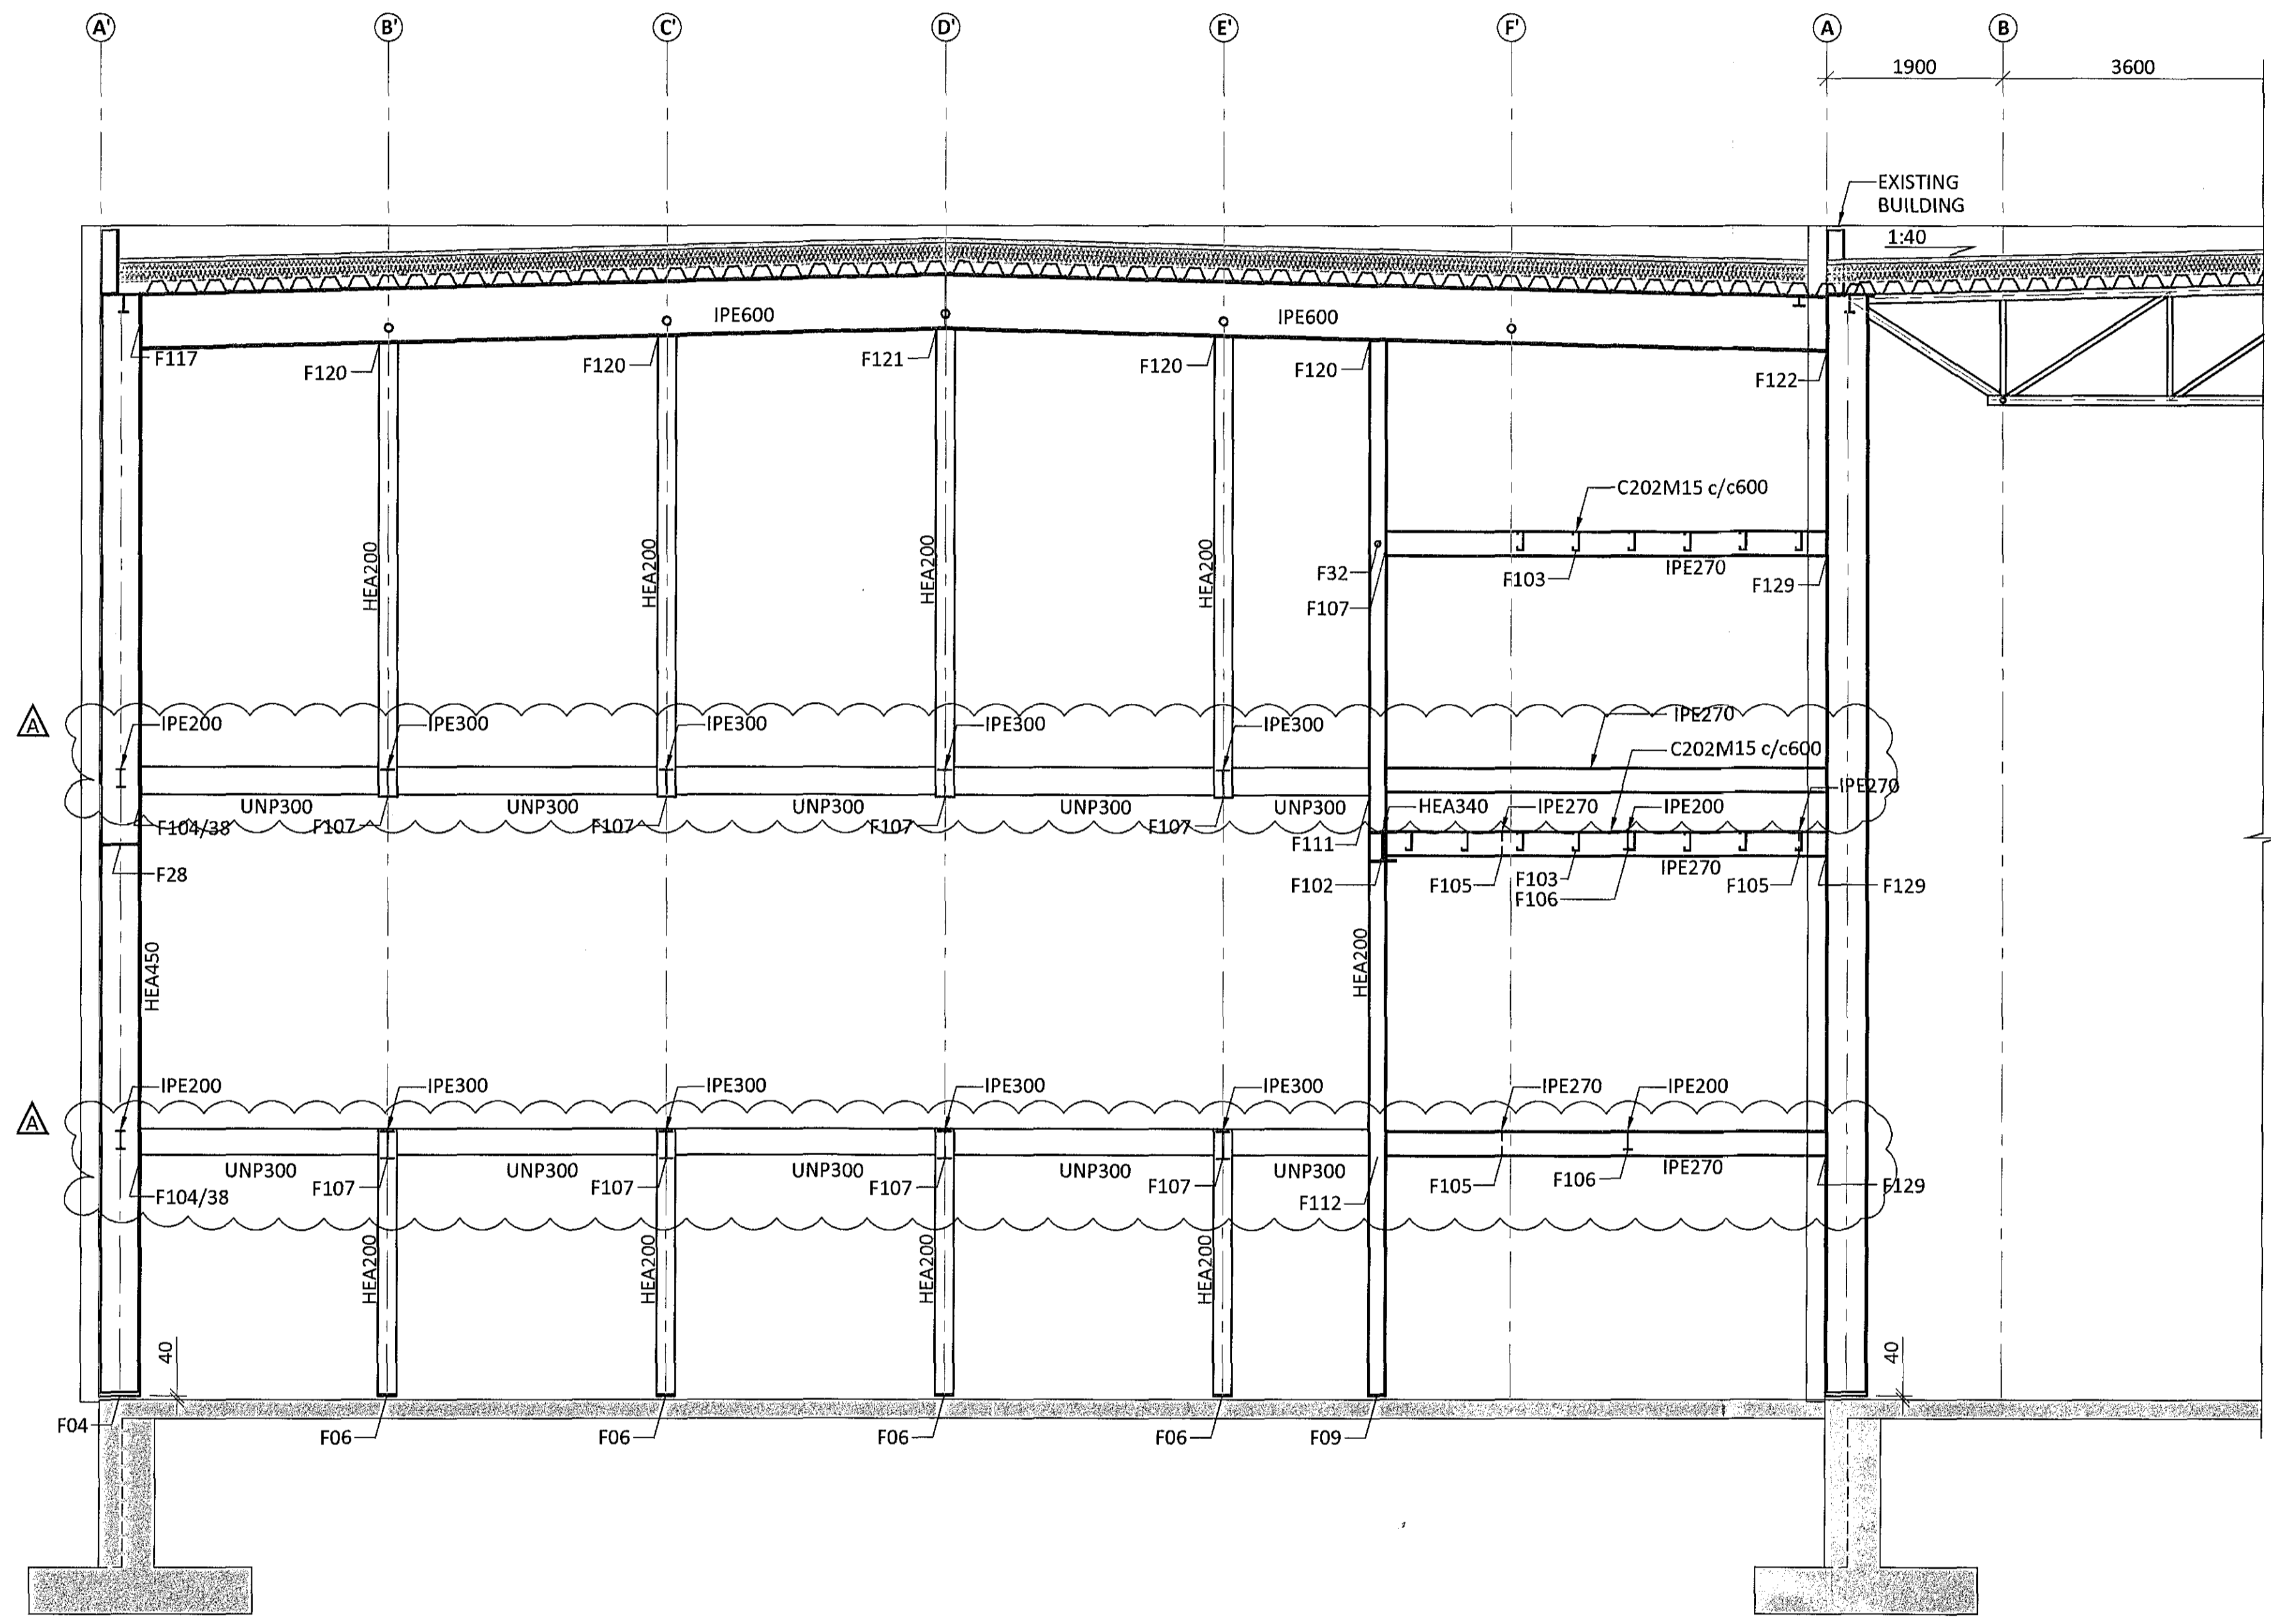 A' B' C' D' E' F' A B
1900 3600
EXISTING
BUILDING
1:40
IPE600 IPE600
F117 F120 F120 F121 F120 F120 F122
C202M15 c/c600
HEA200 HEA200 HEA200 HEA200
F32 F103 IPE270 F129
F107
A IPE200 IPE300 IPE300 IPE300 IPE300 IPE270
C202M15 c/c600
IPE270
UNP300 UNP300 UNP300 UNP300 UNP300 HEA340 IPE270 IPE200
F104/38 F107 F107 F107 F107
F111
F28 IPE270
F102 F105 F103 F105 F129
F106
HEA450 HEA200
IPE200 IPE300 IPE300 IPE300 IPE300 IPE270 IPE200
A
UNP300 UNP300 UNP300 UNP300 UNP300 IPE270
F107 F107 F107 F107 F105 F106 F129
F104/38 F112
HEA200 HEA200 HEA200 HEA200
40 40
F04 F06 F06 F06 F06 F09